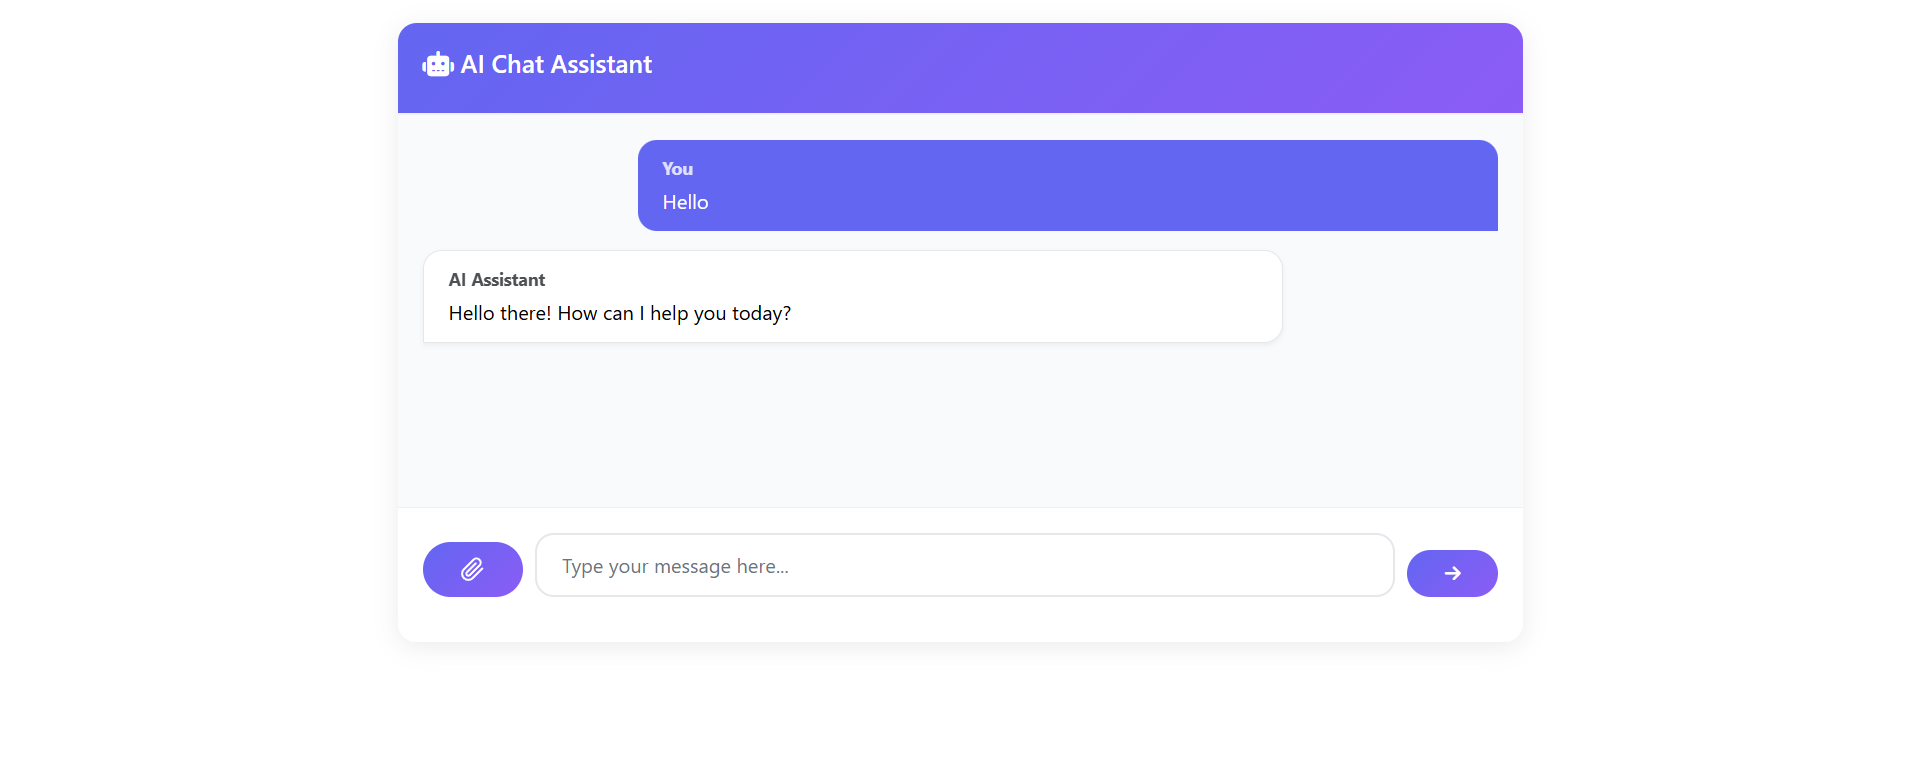 AI Chat Assistant
You
Hello
AI Assistant
Hello there! How can I help you today?
Type your message here...